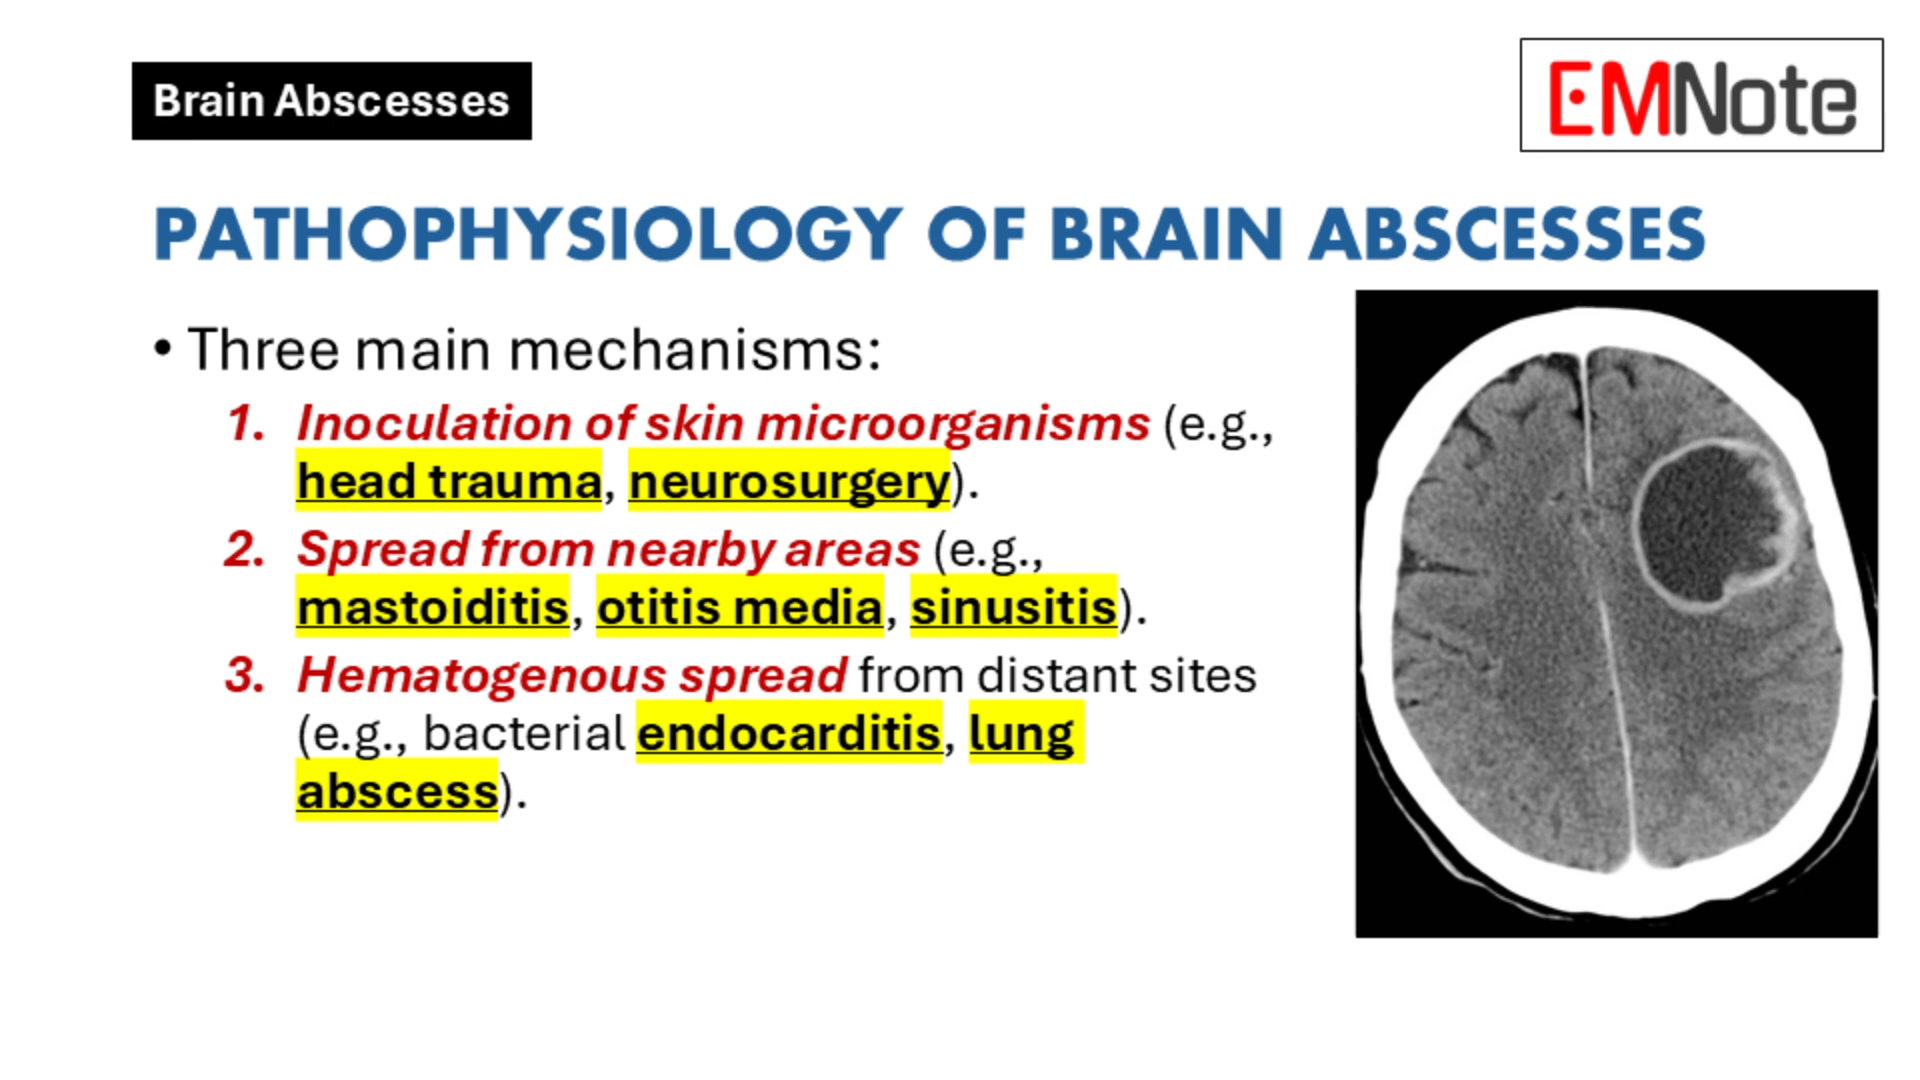 Brain Abscesses
EMNote
PATHOPHYSIOLOGY OF BRAIN ABSCESSES
• Three main mechanisms:
1. Inoculation of skin microorganisms (e.g.,
head trauma, neurosurgery).
2. Spread from nearby areas (e.g.,
mastoiditis, otitis media, sinusitis).
3. Hematogenous spread from distant sites
(e.g., bacterial endocarditis, lung
abscess).